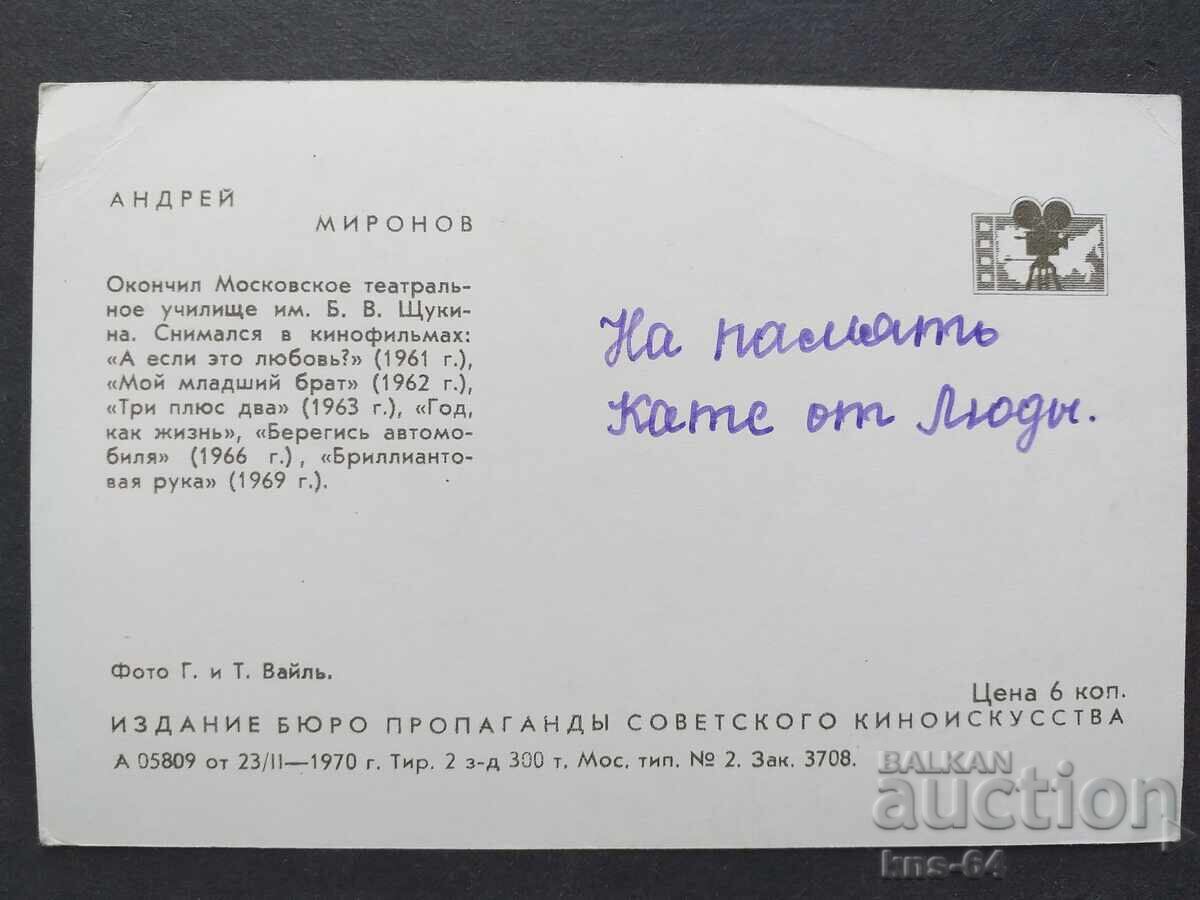 АНДРЕЙ
МИРОНОВ
Окончил Московское театраль-
ное училище им. Б. В. Щуки-
на. Снимался в кинофильмах:
«А если это любовь?» (1961 г.),
«Мой младший брат» (1962 г.),
«Три плюс два» (1963 г.), «Год,
как жизнь», «Берегись автомо-
биля» (1966 г.), «Бриллианто-
вая рука» (1969 г.).
На память
Кате от Люды.
Фото Г. и Т. Вайль.
Цена 6 коп.
ИЗДАНИЕ БЮРО ПРОПАГАНДЫ СОВЕТСКОГО КИНОИСКУССТВА
А 05809 от 23/II—1970 г. Тир. 2 з-д 300 т. Мос. тип. № 2. Зак. 3708.
BALKAN
auction
kns-64